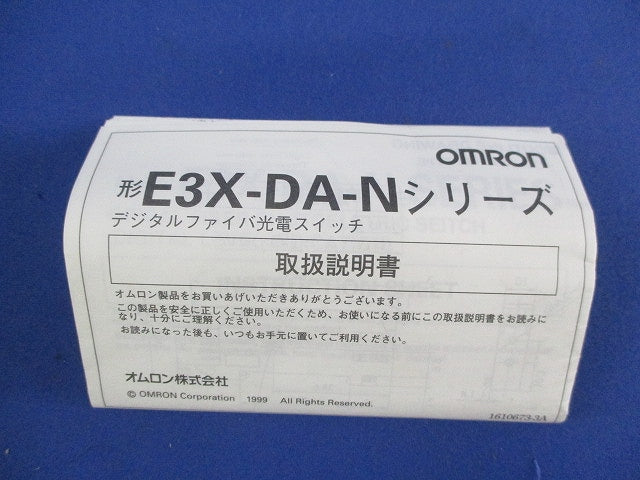 OMRON
形E3X-DA-Nシリーズ
デジタルファイバ光電スイッチ
取扱説明書
オムロン製品をお買いあげいただきありがとうございます。
この製品を安全に正しくご使用いただくため、お使いになる前にこの取扱説明書をお読みに
なり、十分にご理解ください。
お読みになった後も、いつもお手元に置いてご利用ください。
オムロン株式会社
© OMRON Corporation 1999 All Rights Reserved.
1610673-3A